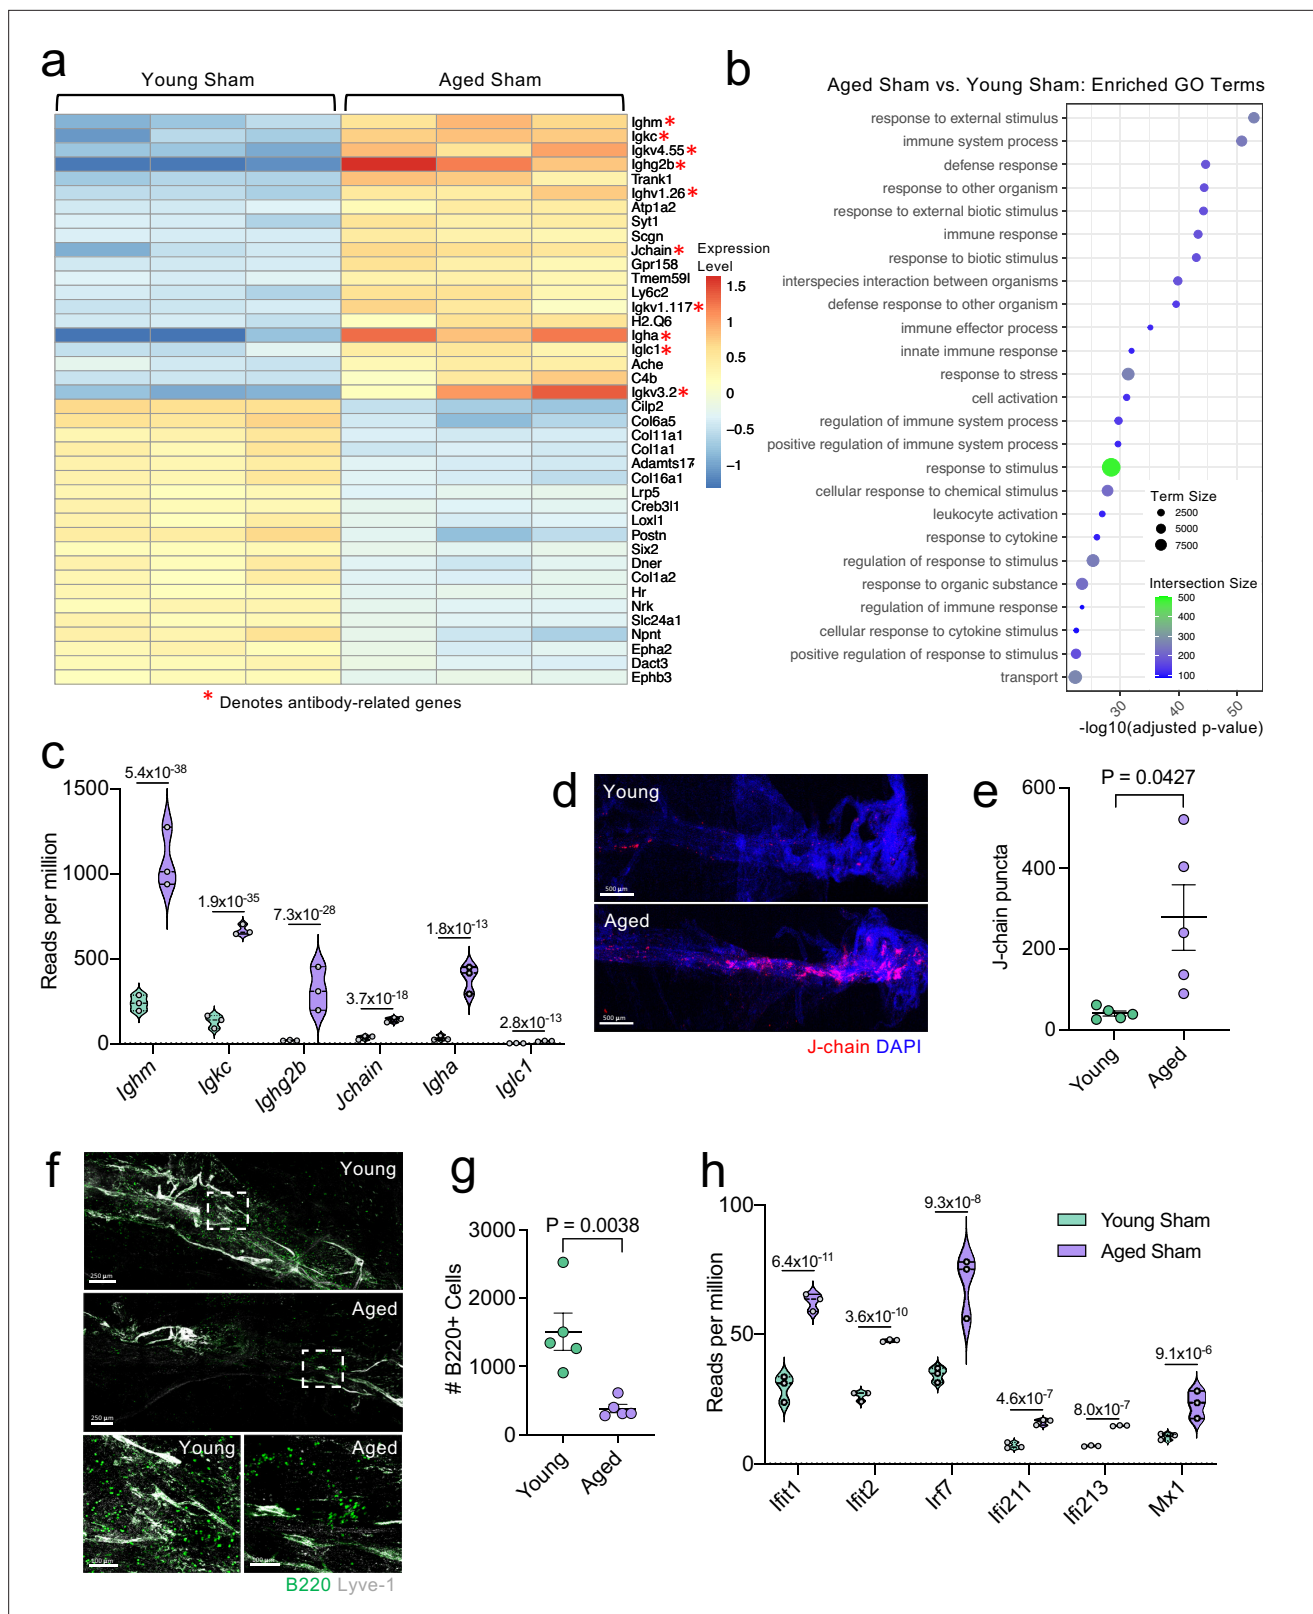 a
Young Sham
Aged Sham
Ighm*
Igkc*
Igkv4.55*
Ighg2b*
Trank1
Ighv1.26*
Atp1a2
Syt1
Scgn
Jchain*
Gpr158
Tmem59l
Ly6c2
Igkv1.117*
H2.Q6
Igha*
Iglc1*
Ache
C4b
Igkv3.2*
Cilp2
Col6a5
Col11a1
Col1a1
Adamts17
Col16a1
Lrp5
Creb3l1
Loxl1
Postn
Six2
Dner
Col1a2
Hr
Nrk
Slc24a1
Npnt
Epha2
Dact3
Ephb3
Expression
Level
1.5
1
0.5
0
−0.5
−1
* Denotes antibody-related genes
b
Aged Sham vs. Young Sham: Enriched GO Terms
response to external stimulus
immune system process
defense response
response to other organism
response to external biotic stimulus
immune response
response to biotic stimulus
interspecies interaction between organisms
defense response to other organism
immune effector process
innate immune response
response to stress
cell activation
regulation of immune system process
positive regulation of immune system process
response to stimulus
cellular response to chemical stimulus
leukocyte activation
response to cytokine
regulation of response to stimulus
response to organic substance
regulation of immune response
cellular response to cytokine stimulus
positive regulation of response to stimulus
transport
Term Size
2500
5000
7500
Intersection Size
500
400
300
200
100
30
40
50
-log10(adjusted p-value)
c
Reads per million
1500
1000
500
0
5.4x10-38
1.9x10-35
7.3x10-28
3.7x10-18
1.8x10-13
2.8x10-13
Ighm
Igkc
Ighg2b
Jchain
Igha
Iglc1
d
Young
500 µm
Aged
500 µm
J-chain DAPI
e
P = 0.0427
J-chain puncta
600
400
200
0
Young
Aged
f
Young
250 µm
Aged
250 µm
Young
100 µm
Aged
100 µm
B220 Lyve-1
g
P = 0.0038
# B220+ Cells
3000
2000
1000
0
Young
Aged
h
Reads per million
100
50
0
6.4x10-11
3.6x10-10
9.3x10-8
4.6x10-7
8.0x10-7
9.1x10-6
Ifit1
Ifit2
Irf7
Ifi211
Ifi213
Mx1
Young Sham
Aged Sham